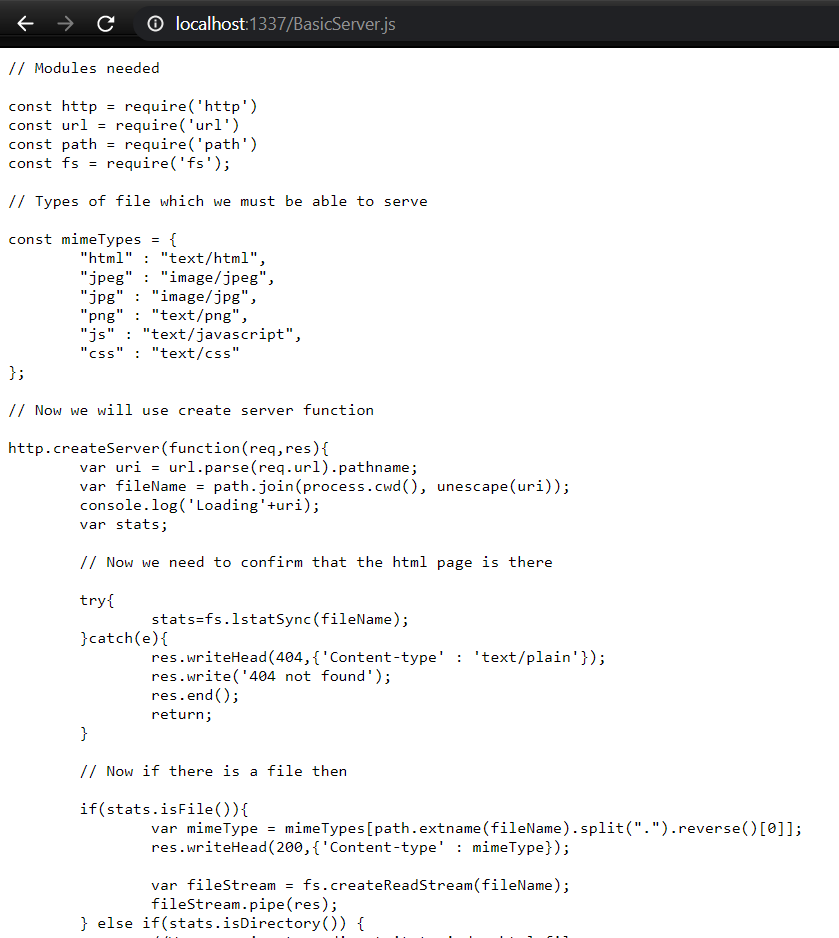 localhost:1337/BasicServer.js
// Modules needed
const http = require('http')
const url = require('url')
const path = require('path')
const fs = require('fs');
// Types of file which we must be able to serve
const mimeTypes = {
"html" : "text/html",
"jpeg" : "image/jpeg",
"jpg" : "image/jpg",
"png" : "text/png",
"js" : "text/javascript",
"css" : "text/css"
};
// Now we will use create server function
http.createServer(function(req,res){
var uri = url.parse(req.url).pathname;
var fileName = path.join(process.cwd(), unescape(uri));
console.log('Loading'+uri);
var stats;
// Now we need to confirm that the html page is there
try{
stats=fs.lstatSync(fileName);
}catch(e){
res.writeHead(404,{'Content-type' : 'text/plain'});
res.write('404 not found');
res.end();
return;
}
// Now if there is a file then
if(stats.isFile()){
var mimeType = mimeTypes[path.extname(fileName).split(".").reverse()[0]];
res.writeHead(200,{'Content-type' : mimeType});
var fileStream = fs.createReadStream(fileName);
fileStream.pipe(res);
} else if(stats.isDirectory()) {